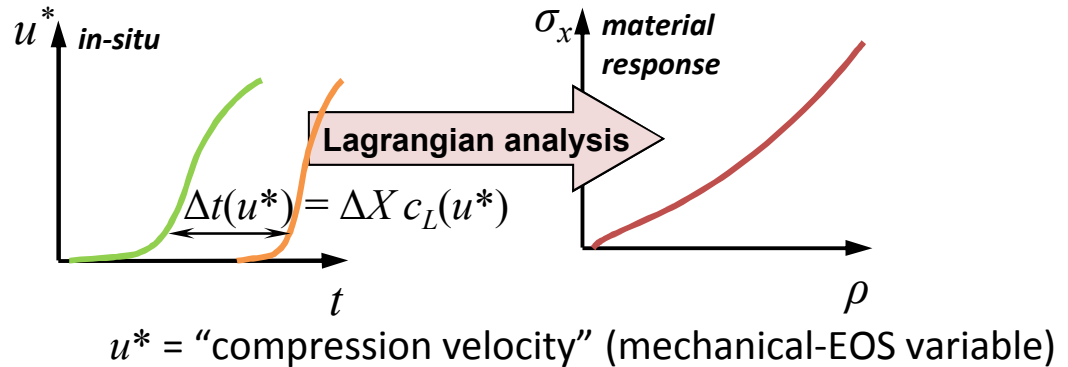 u* in-situ
σx material
response
Lagrangian analysis
Δt(u*) = ΔX cL(u*)
t
ρ
u* = “compression velocity” (mechanical-EOS variable)